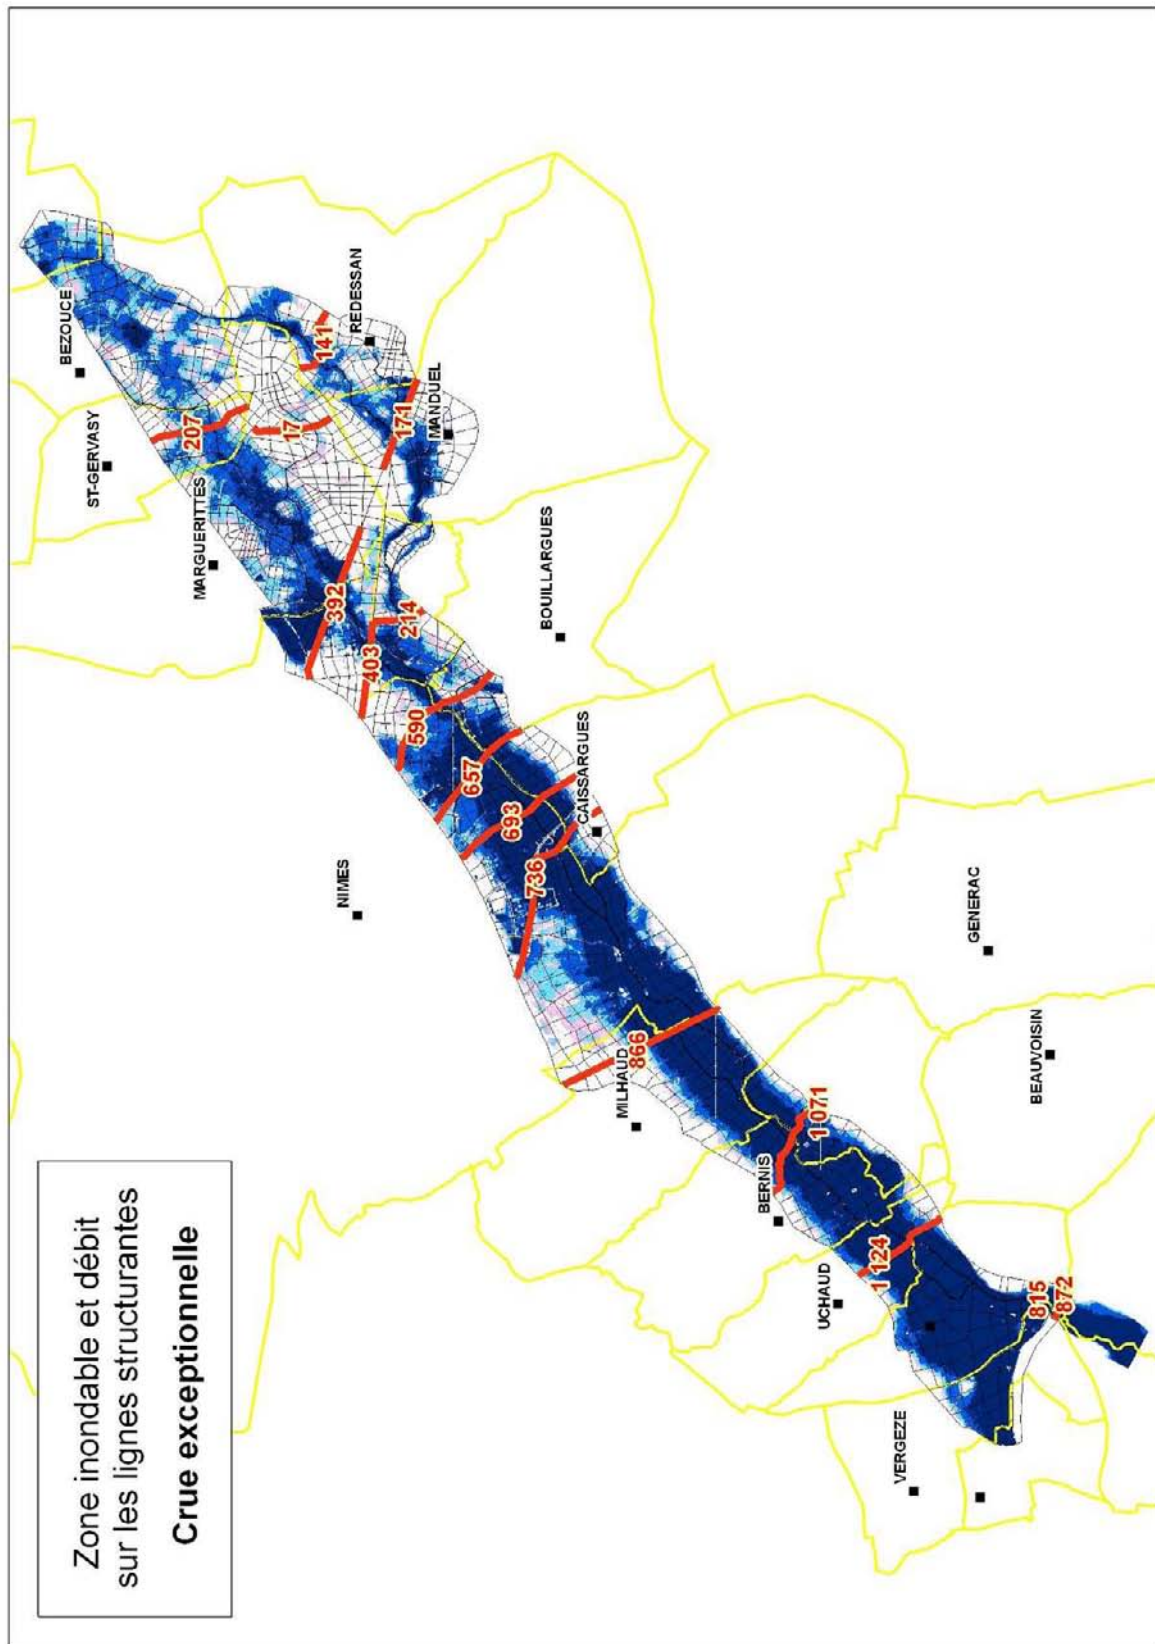 Zone inondable et débit
sur les lignes structurantes
Crue exceptionnelle
BEZOUCE
ST-GERVASY
MARGUERITTES
REDESSAN
MANDUEL
BOUILLARGUES
NIMES
CAISSARGUES
MILHAUD
GENERAC
BEAUVOISIN
BERNIS
UCHAUD
VERGEZE
207
17
141
171
392
403
214
590
657
693
736
866
1 071
1 124
815
872